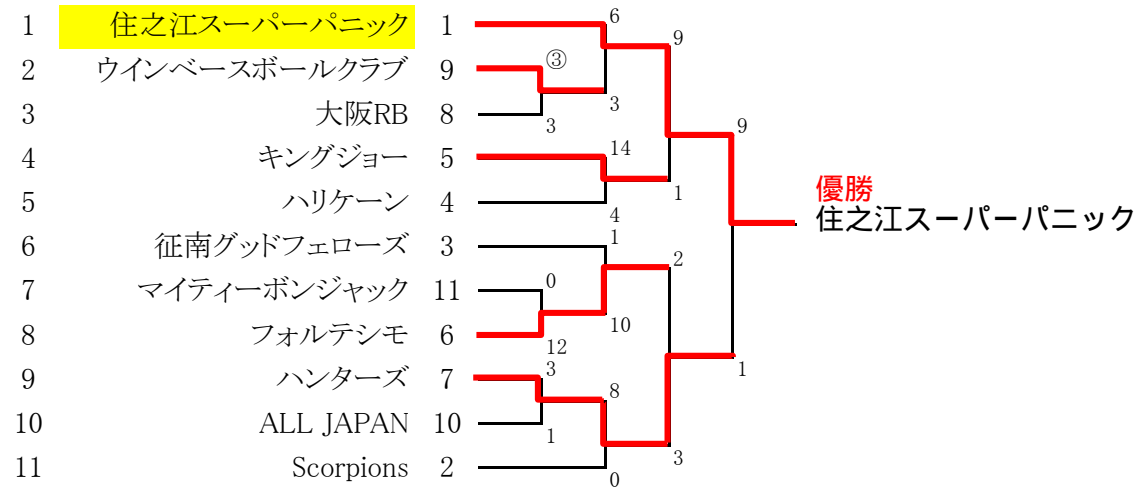 1 住之江スーパーパニック 1 6
9
2 ウインベースボールクラブ 9 ③
3
3 大阪RB 8 3
9
4 キングジョー 5 14
1
優勝
5 ハリケーン 4 4
住之江スーパーパニック
6 征南グッドフェローズ 3 1
2
7 マイティーボンジャック 11 0
10
8 フォルテシモ 6 12
1
9 ハンターズ 7 3
8
10 ALL JAPAN 10 1
3
11 Scorpions 2 0